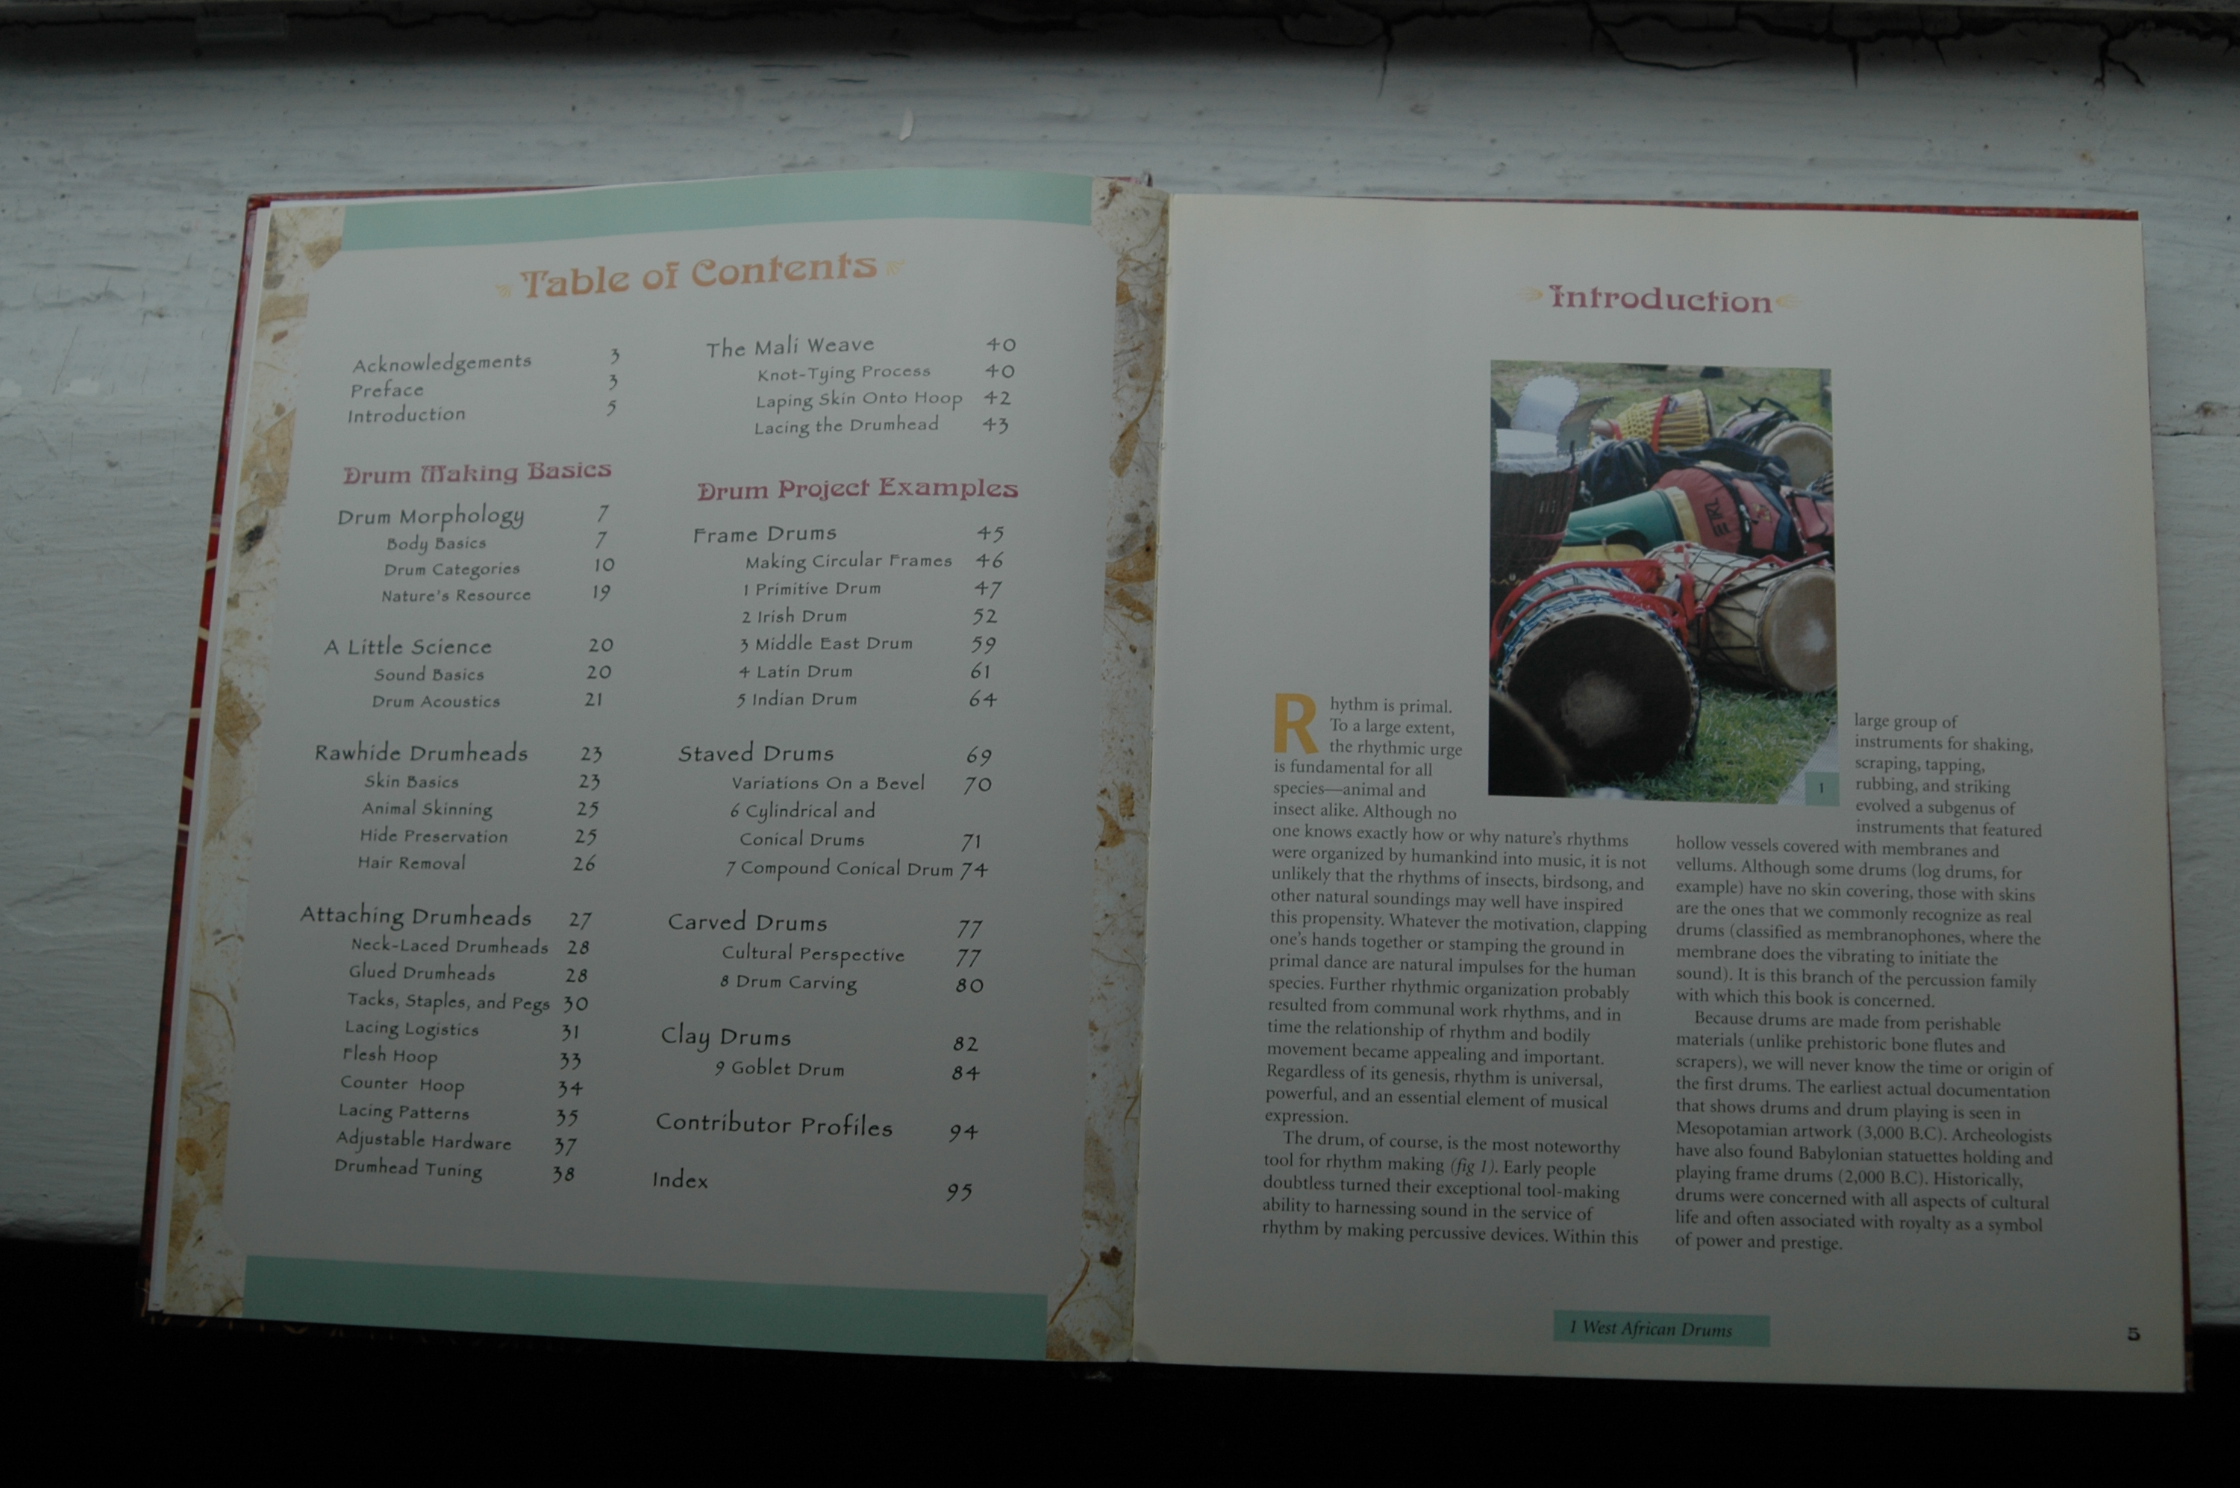 Table of Contents
Acknowledgements 3
Preface 3
Introduction 5
Drum Making Basics
Drum Morphology 7
Body Basics 7
Drum Categories 10
Nature's Resource 19
A Little Science 20
Sound Basics 20
Drum Acoustics 21
Rawhide Drumheads 23
Skin Basics 23
Animal Skinning 25
Hide Preservation 25
Hair Removal 26
Attaching Drumheads 27
Neck-Laced Drumheads 28
Glued Drumheads 28
Tacks, Staples, and Pegs 30
Lacing Logistics 31
Flesh Hoop 33
Counter Hoop 34
Lacing Patterns 35
Adjustable Hardware 37
Drumhead Tuning 38
The Mali Weave 40
Knot-Tying Process 40
Laping Skin Onto Hoop 42
Lacing the Drumhead 43
Drum Project Examples
Frame Drums 45
Making Circular Frames 46
1 Primitive Drum 47
2 Irish Drum 52
3 Middle East Drum 59
4 Latin Drum 61
5 Indian Drum 64
Staved Drums 69
Variations On a Bevel 70
6 Cylindrical and
Conical Drums 71
7 Compound Conical Drum 74
Carved Drums 77
Cultural Perspective 77
8 Drum Carving 80
Clay Drums 82
9 Goblet Drum 84
Contributor Profiles 94
Index 95
Introduction
1
Rhythm is primal.
To a large extent,
the rhythmic urge
is fundamental for all
species—animal and
insect alike. Although no
one knows exactly how or why nature's rhythms
were organized by humankind into music, it is not
unlikely that the rhythms of insects, birdsong, and
other natural soundings may well have inspired
this propensity. Whatever the motivation, clapping
one's hands together or stamping the ground in
primal dance are natural impulses for the human
species. Further rhythmic organization probably
resulted from communal work rhythms, and in
time the relationship of rhythm and bodily
movement became appealing and important.
Regardless of its genesis, rhythm is universal,
powerful, and an essential element of musical
expression.
The drum, of course, is the most noteworthy
tool for rhythm making (fig 1). Early people
doubtless turned their exceptional tool-making
ability to harnessing sound in the service of
rhythm by making percussive devices. Within this
large group of
instruments for shaking,
scraping, tapping,
rubbing, and striking
evolved a subgenus of
instruments that featured
hollow vessels covered with membranes and
vellums. Although some drums (log drums, for
example) have no skin covering, those with skins
are the ones that we commonly recognize as real
drums (classified as membranophones, where the
membrane does the vibrating to initiate the
sound). It is this branch of the percussion family
with which this book is concerned.
Because drums are made from perishable
materials (unlike prehistoric bone flutes and
scrapers), we will never know the time or origin of
the first drums. The earliest actual documentation
that shows drums and drum playing is seen in
Mesopotamian artwork (3,000 B.C). Archeologists
have also found Babylonian statuettes holding and
playing frame drums (2,000 B.C). Historically,
drums were concerned with all aspects of cultural
life and often associated with royalty as a symbol
of power and prestige.
1 West African Drums
5